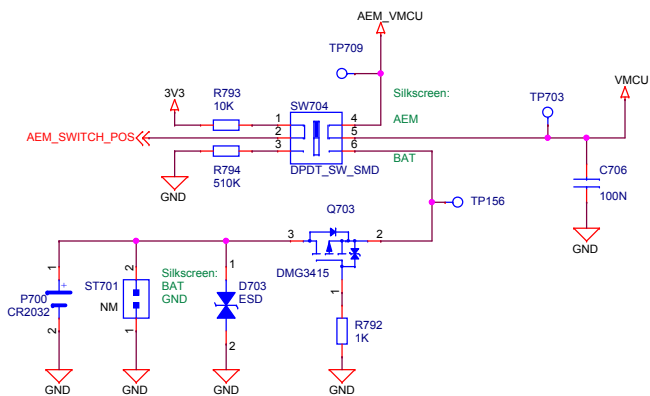 AEM_VMCU
TP709
3V3
R793
10K
SW704
Silkscreen:
TP703
VMCU
1
4
AEM
AEM_SWITCH_POS
2
5
3
6
BAT
R794
510K
DPDT_SW_SMD
C706
100N
GND
TP156
GND
Q703
3
2
DMG3415
1
+
P700
CR2032
2
2
ST701
NM
1
Silkscreen:
BAT
GND
1
D703
ESD
2
1
R792
1K
GND
GND
GND
GND